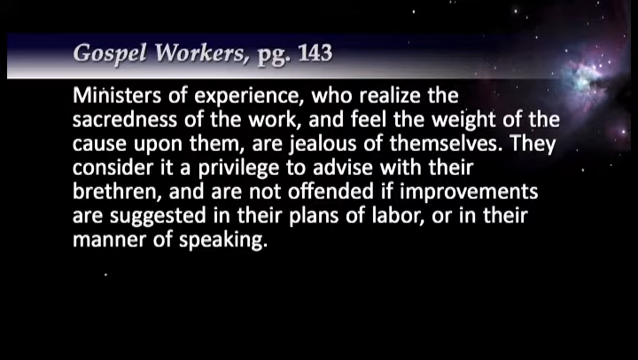 Gospel Workers, pg. 143
Ministers of experience, who realize the
sacredness of the work, and feel the weight of the
cause upon them, are jealous of themselves. They
consider it a privilege to advise with their
brethren, and are not offended if improvements
are suggested in their plans of labor, or in their
manner of speaking.